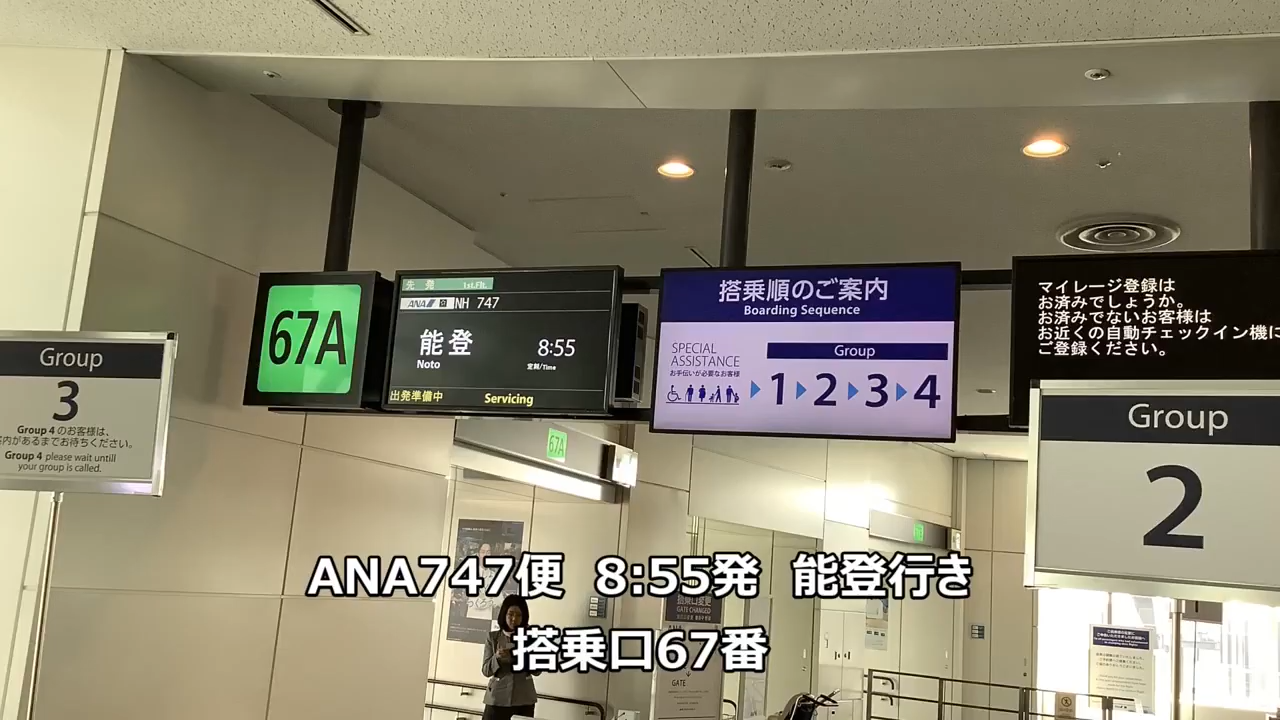 67A
先 発 1st.Flt.
ANA NH 747
能登 8:55
Noto 定刻/Time
出発準備中 Servicing
搭乗順のご案内
Boarding Sequence
SPECIAL
ASSISTANCE
お手伝いが必要なお客様
Group
1 2 3 4
マイレージ登録は
お済みでしょうか。
お済みでないお客様は
お近くの自動チェックイン機に
ご登録ください。
Group
3
Group 4 のお客様は、
案内があるまでお待ちください。
Group 4 please wait untill
your group is called.
Group
2
67A
ANA747便 8:55発 能登行き
搭乗口67番
搭乗口変更
GATE CHANGED
GATE